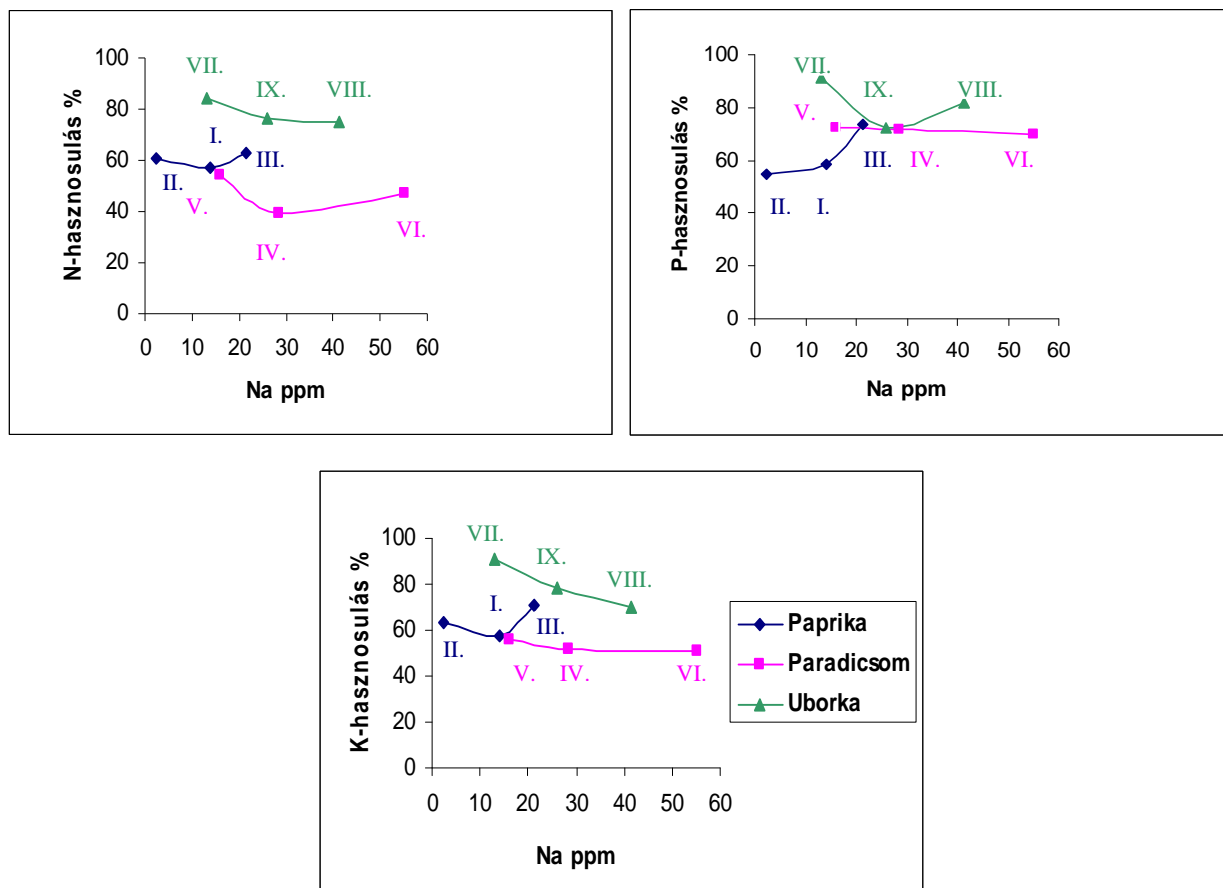 N-hasznosulás %
100
80
60
40
20
0
VII.
IX.
VIII.
I.
III.
II.
V.
IV.
VI.
0 10 20 30 40 50 60
Na ppm
P-hasznosulás %
100
80
60
40
20
0
VII.
IX.
VIII.
V.
III.
IV.
VI.
II.
I.
0 10 20 30 40 50 60
Na ppm
K-hasznosulás %
100
80
60
40
20
0
VII.
IX.
VIII.
I.
III.
II.
V.
IV.
VI.
0 10 20 30 40 50 60
Na ppm
Paprika
Paradicsom
Uborka